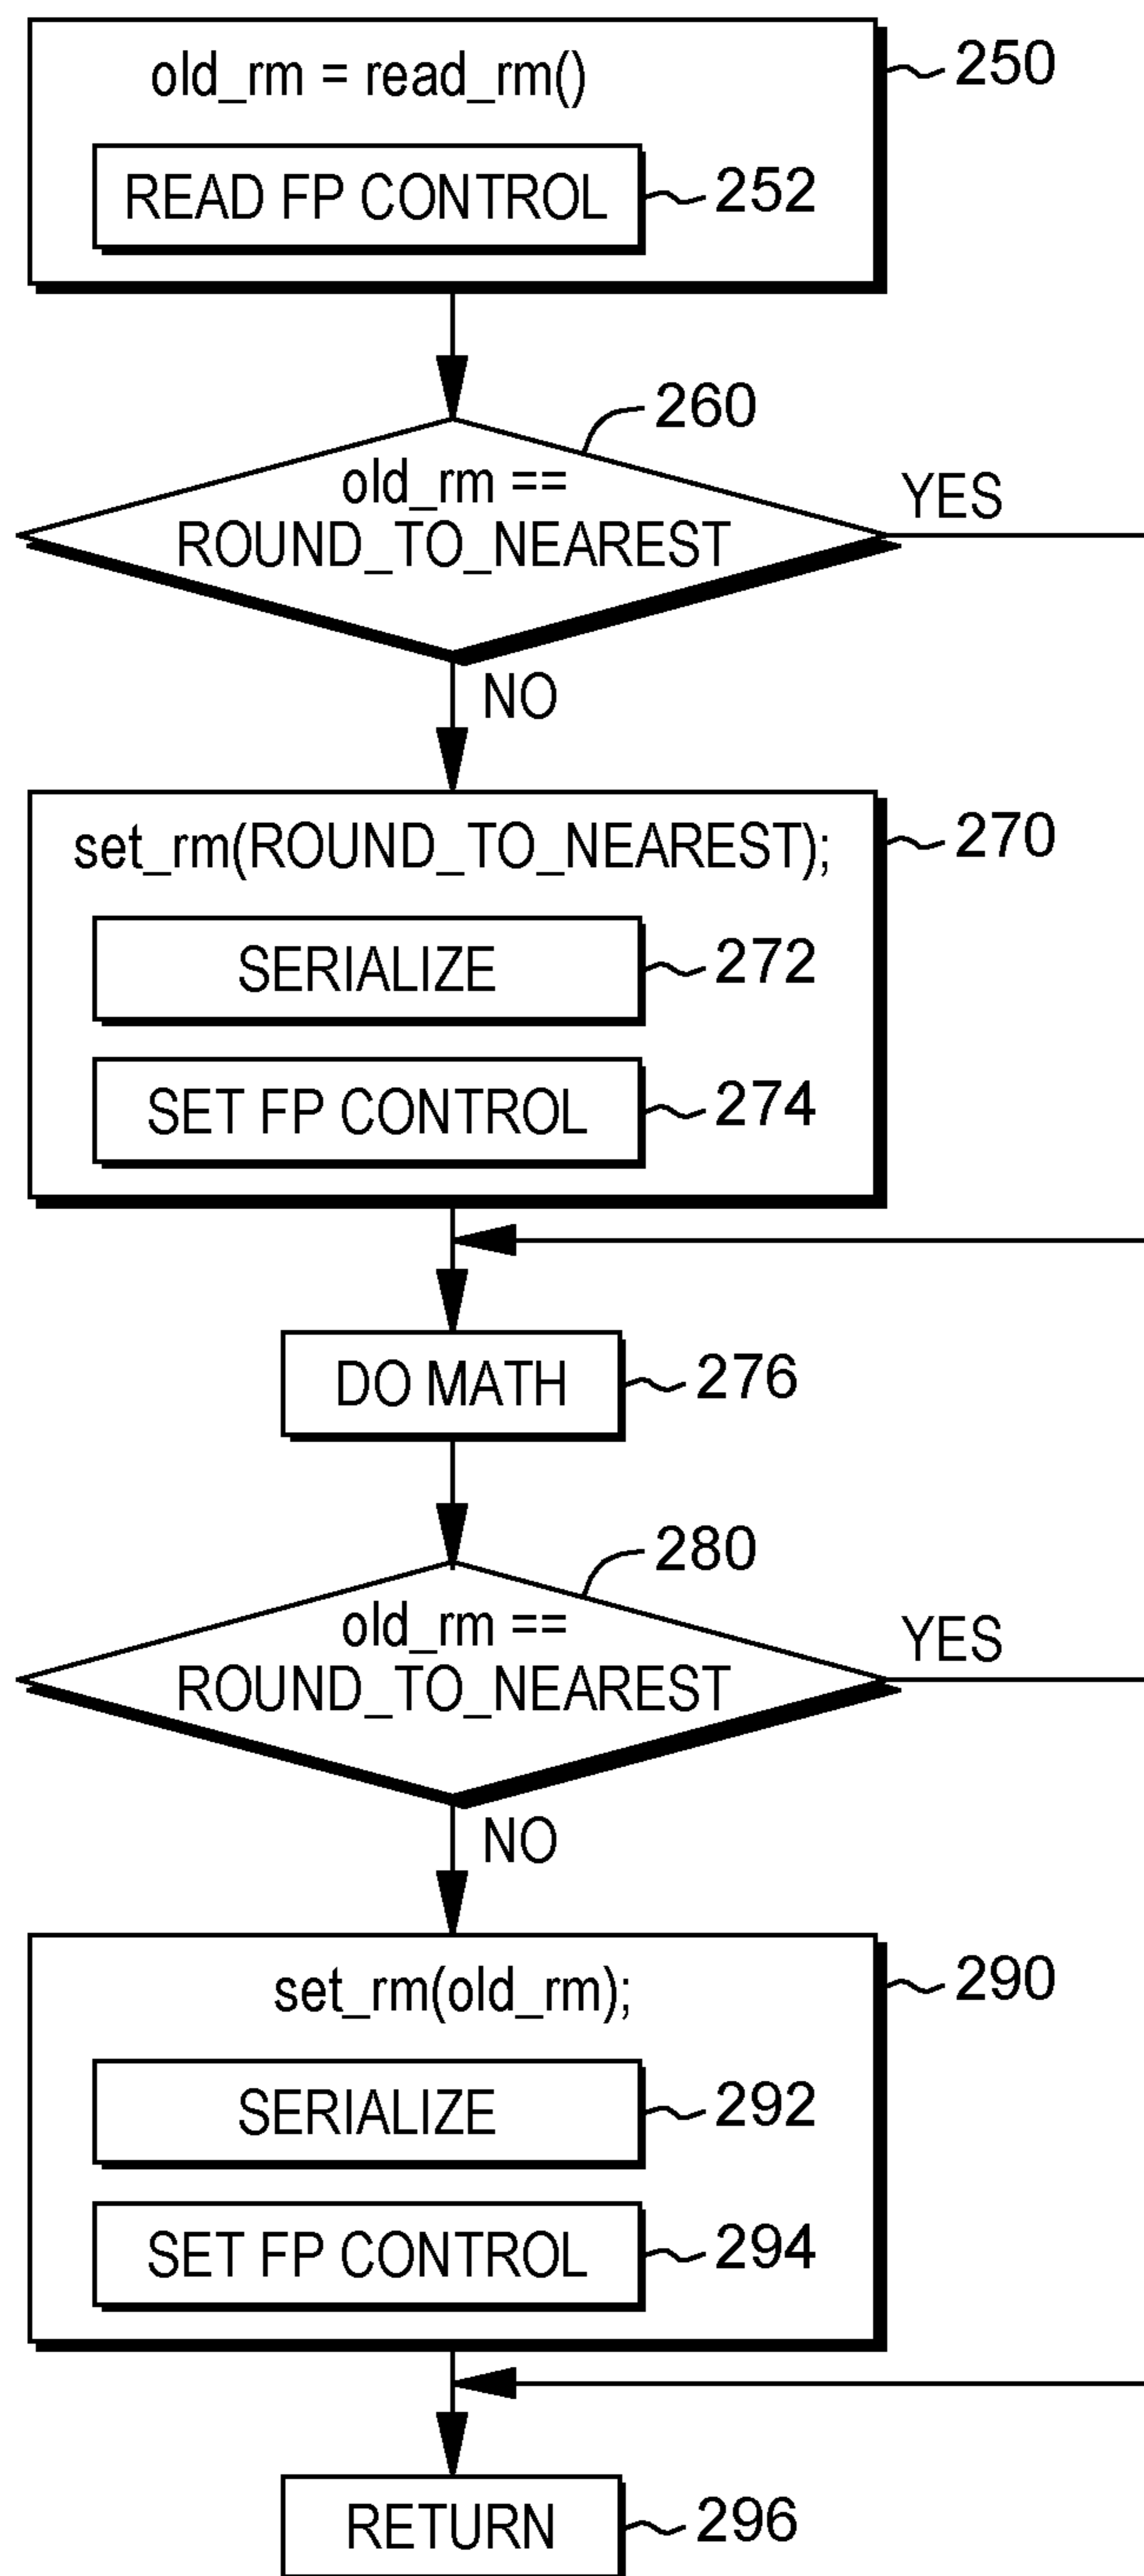 old_rm = read_rm()
250
READ FP CONTROL
252
260
old_rm ==
ROUND_TO_NEAREST
YES
NO
set_rm(ROUND_TO_NEAREST);
270
SERIALIZE
272
SET FP CONTROL
274
DO MATH
276
280
old_rm ==
ROUND_TO_NEAREST
YES
NO
set_rm(old_rm);
290
SERIALIZE
292
SET FP CONTROL
294
RETURN
296